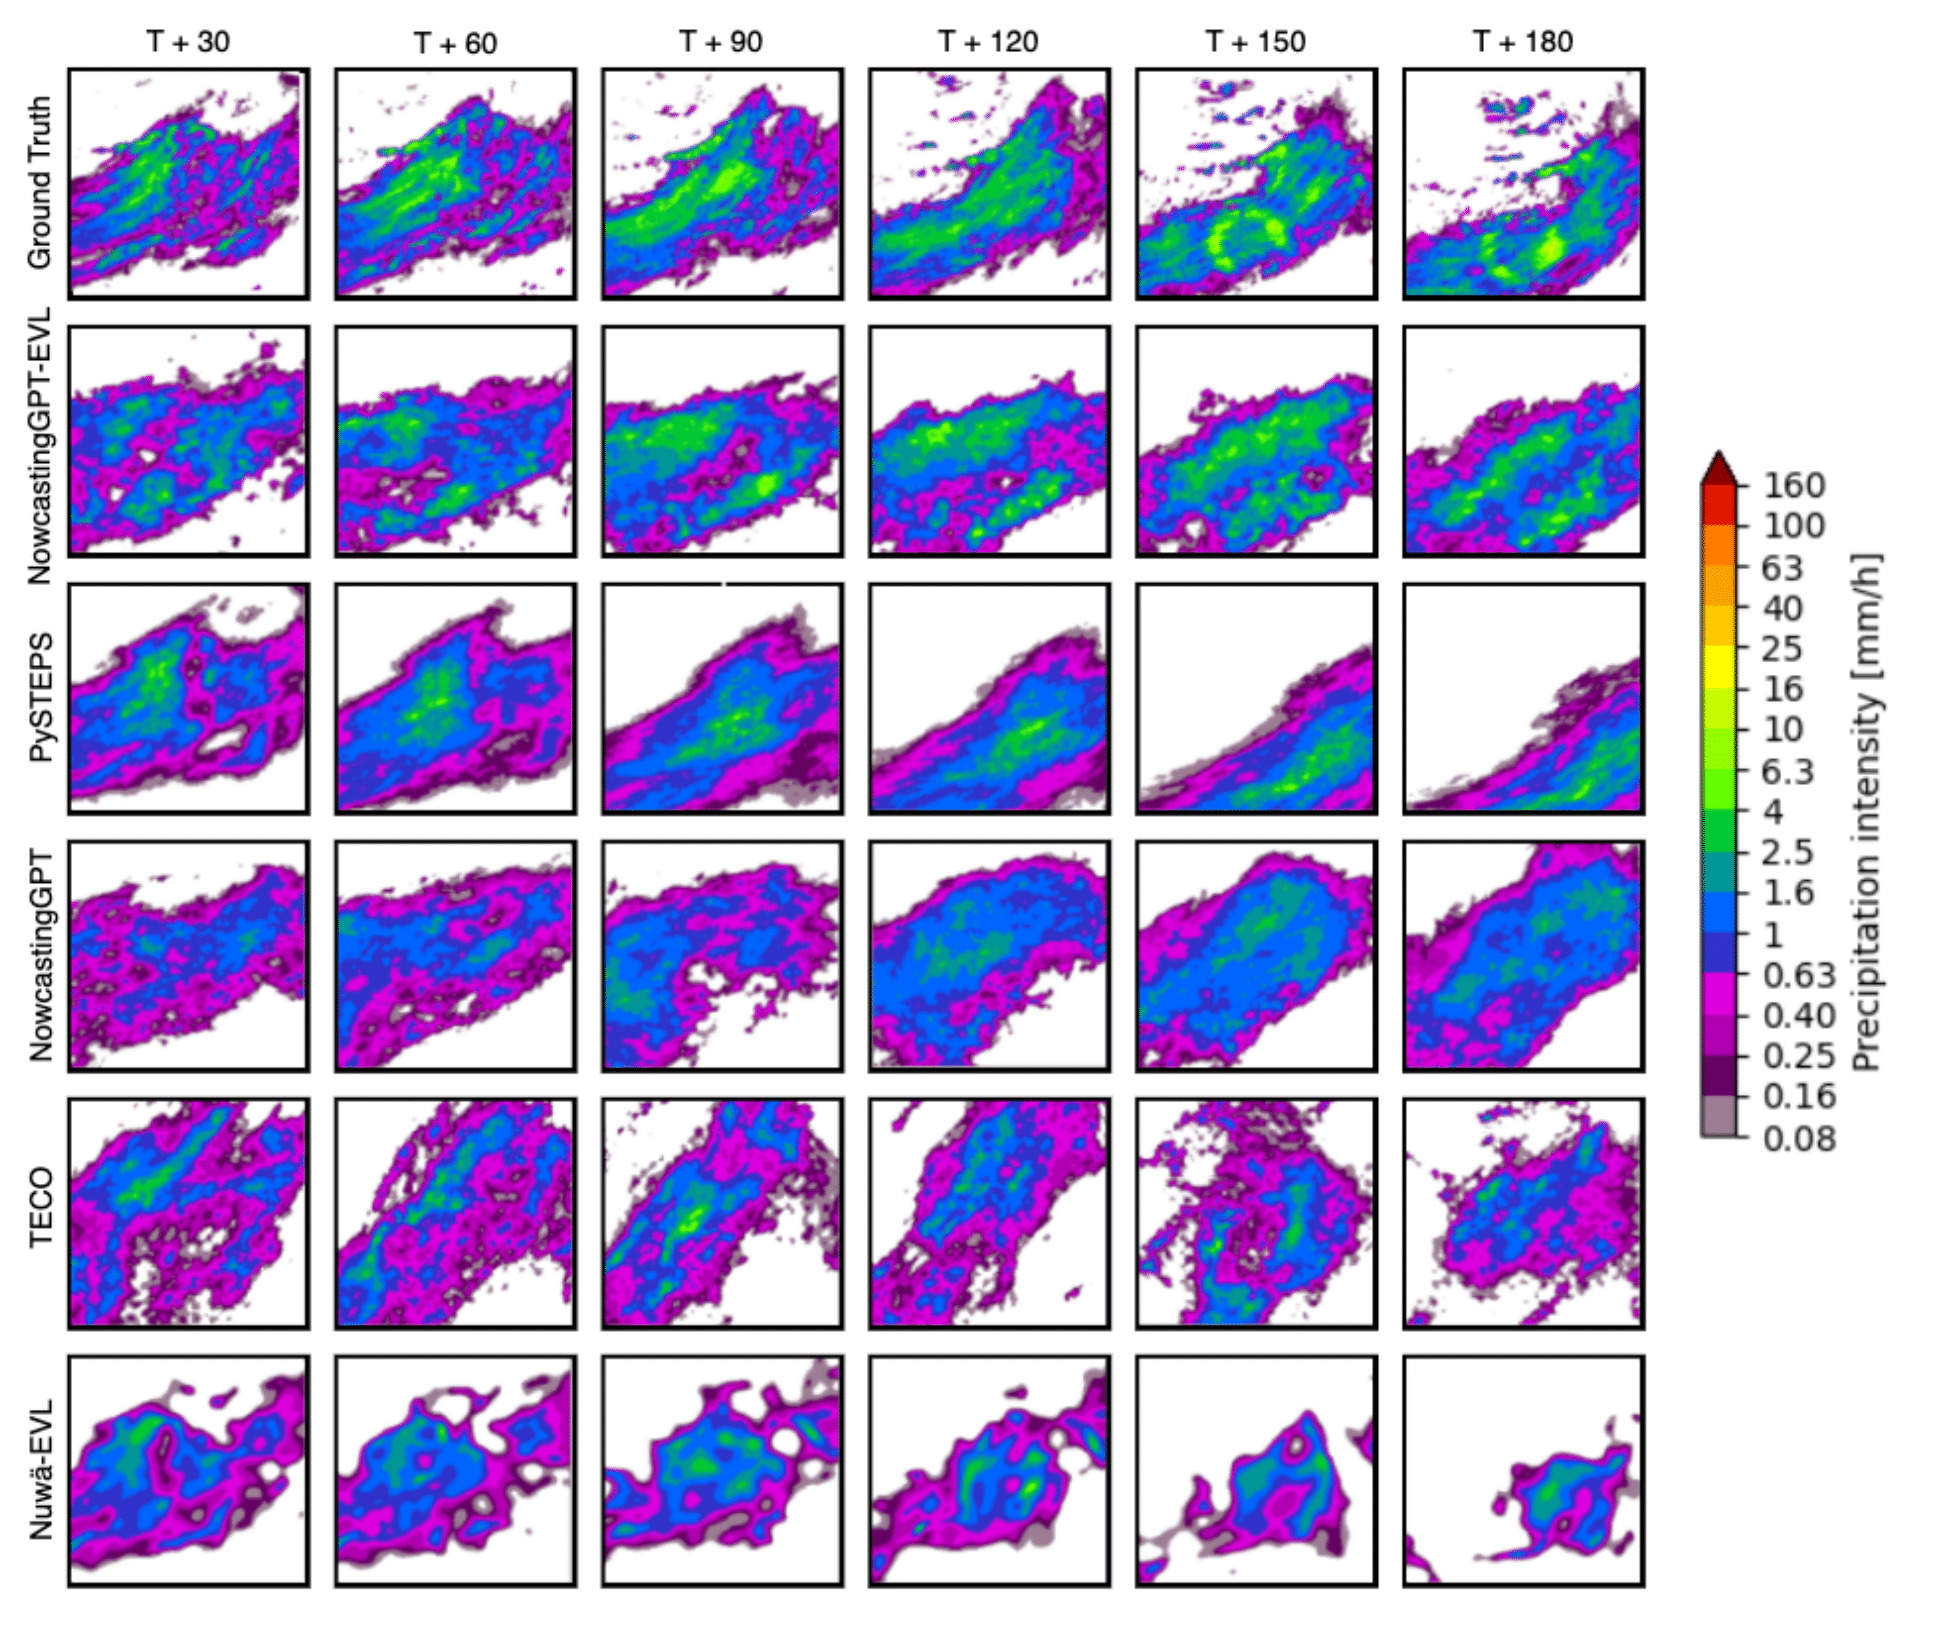 T + 30
T + 60
T + 90
T + 120
T + 150
T + 180
Ground Truth
NowcastingGPT-EVL
PySTEPS
NowcastingGPT
TECO
Nuwä-EVL
160
100
63
40
25
16
10
6.3
4
2.5
1.6
1
0.63
0.40
0.25
0.16
0.08
Precipitation intensity [mm/h]